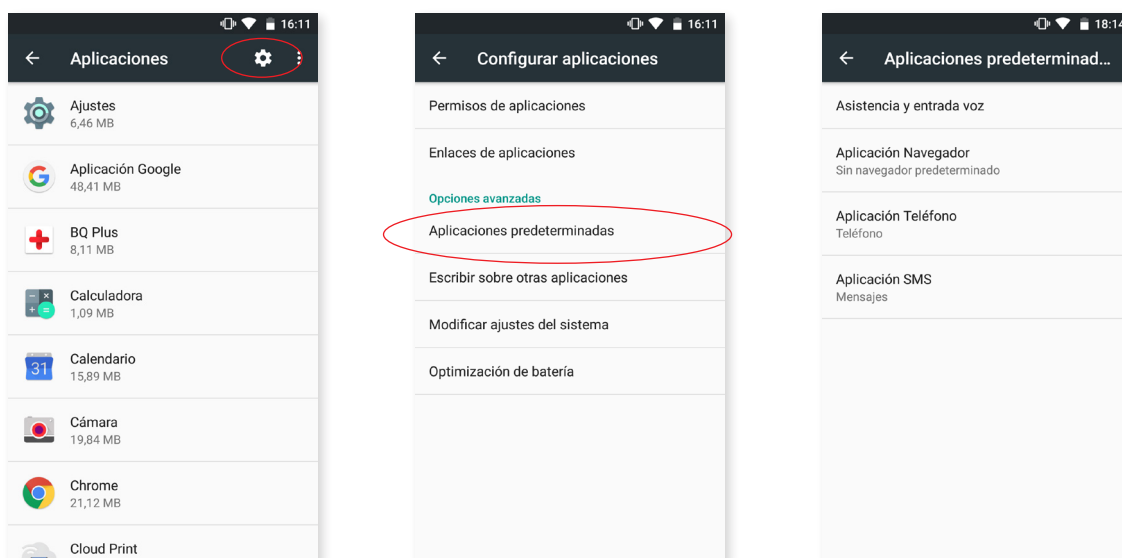 16:11
Aplicaciones
Ajustes
6,46 MB
Aplicación Google
48,41 MB
BQ Plus
8,11 MB
Calculadora
1,09 MB
31
Calendario
15,89 MB
Cámara
19,84 MB
Chrome
21,12 MB
Cloud Print
16:11
Configurar aplicaciones
Permisos de aplicaciones
Enlaces de aplicaciones
Opciones avanzadas
Aplicaciones predeterminadas
Escribir sobre otras aplicaciones
Modificar ajustes del sistema
Optimización de batería
18:14
Aplicaciones predeterminad...
Asistencia y entrada voz
Aplicación Navegador
Sin navegador predeterminado
Aplicación Teléfono
Teléfono
Aplicación SMS
Mensajes